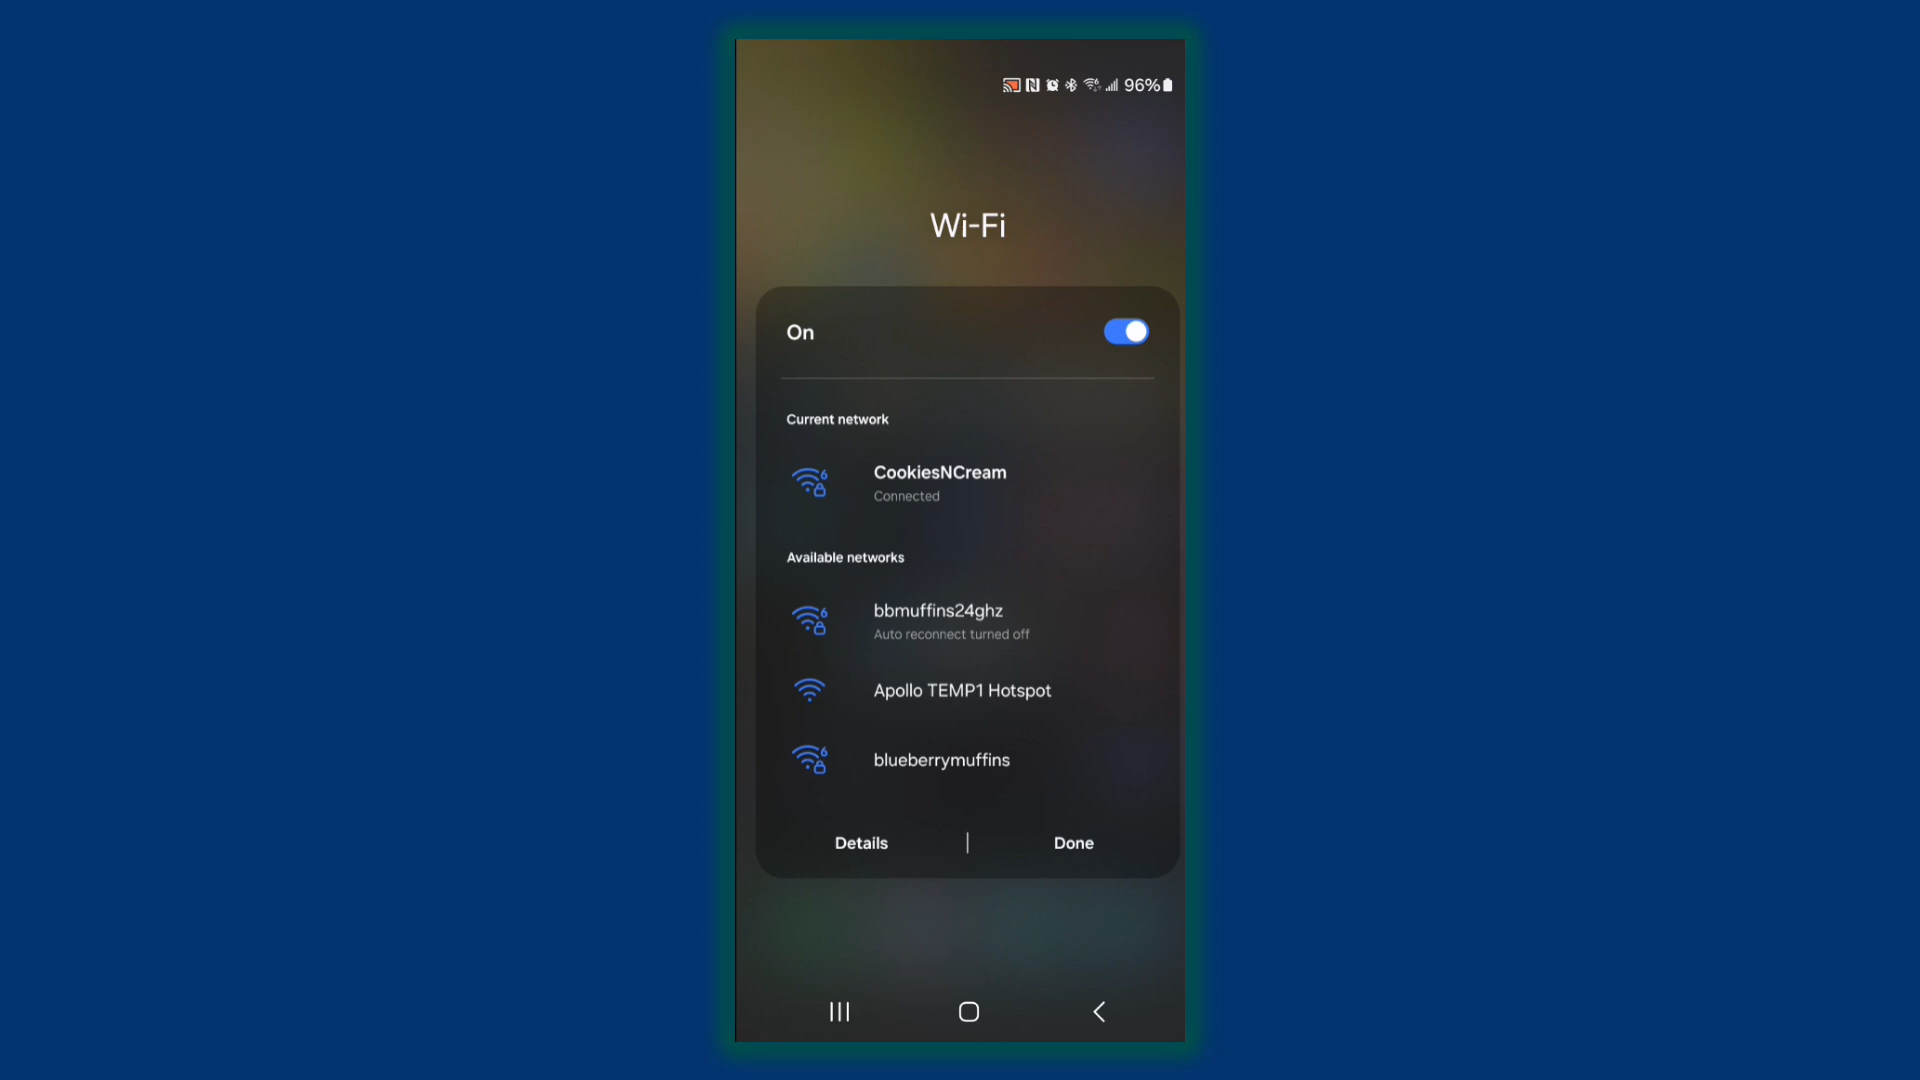 96%
Wi-Fi
On
Current network
CookiesNCream
Connected
Available networks
bbmuffins24ghz
Auto reconnect turned off
Apollo TEMP1 Hotspot
blueberrymuffins
Details | Done